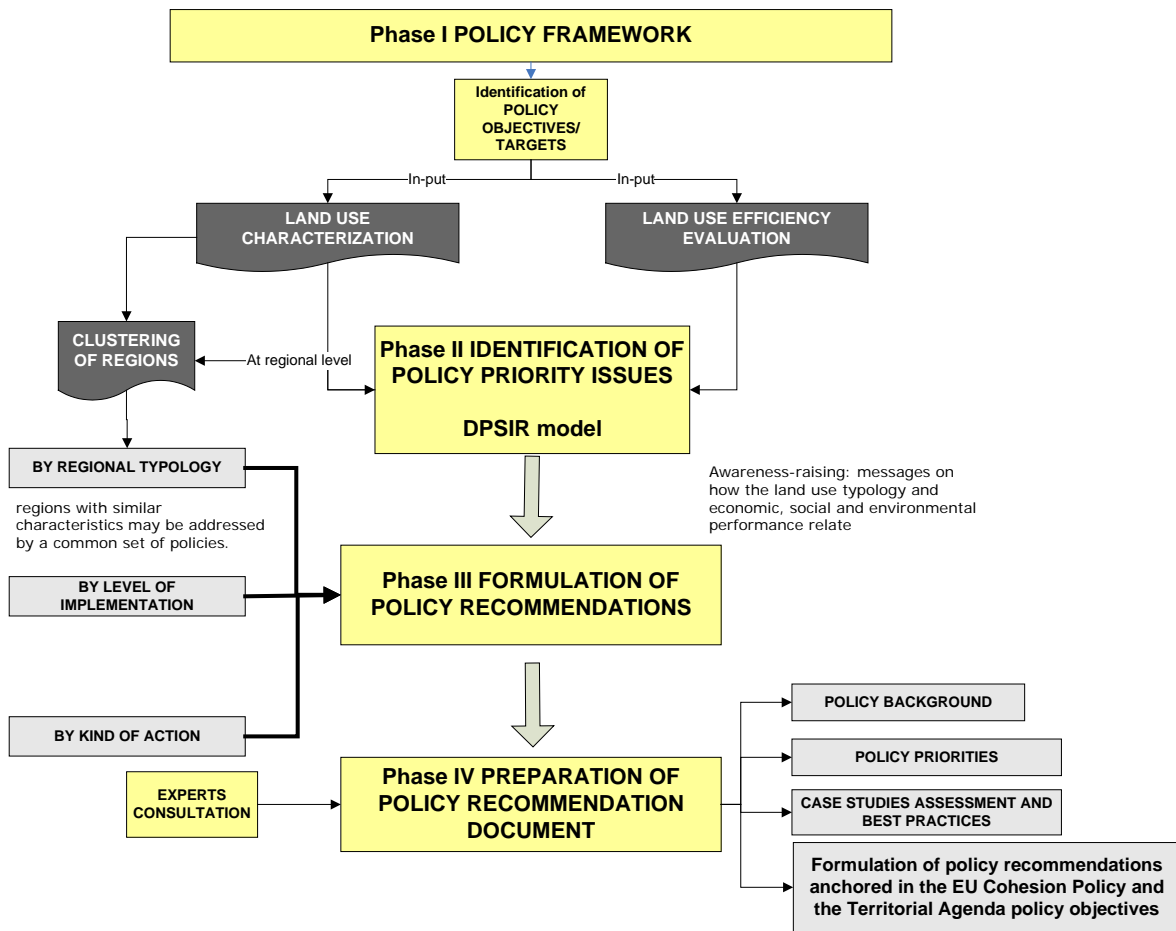 Phase I POLICY FRAMEWORK
Identification of
POLICY
OBJECTIVES/
TARGETS
In-put
In-put
LAND USE
CHARACTERIZATION
LAND USE EFFICIENCY
EVALUATION
CLUSTERING
OF REGIONS
At regional level
Phase II IDENTIFICATION OF
POLICY PRIORITY ISSUES
DPSIR model
BY REGIONAL TYPOLOGY
regions with similar
characteristics may be addressed
by a common set of policies.
Awareness-raising: messages on
how the land use typology and
economic, social and environmental
performance relate
BY LEVEL OF
IMPLEMENTATION
Phase III FORMULATION OF
POLICY RECOMMENDATIONS
BY KIND OF ACTION
EXPERTS
CONSULTATION
Phase IV PREPARATION OF
POLICY RECOMMENDATION
DOCUMENT
POLICY BACKGROUND
POLICY PRIORITIES
CASE STUDIES ASSESSMENT AND
BEST PRACTICES
Formulation of policy recommendations
anchored in the EU Cohesion Policy and
the Territorial Agenda policy objectives